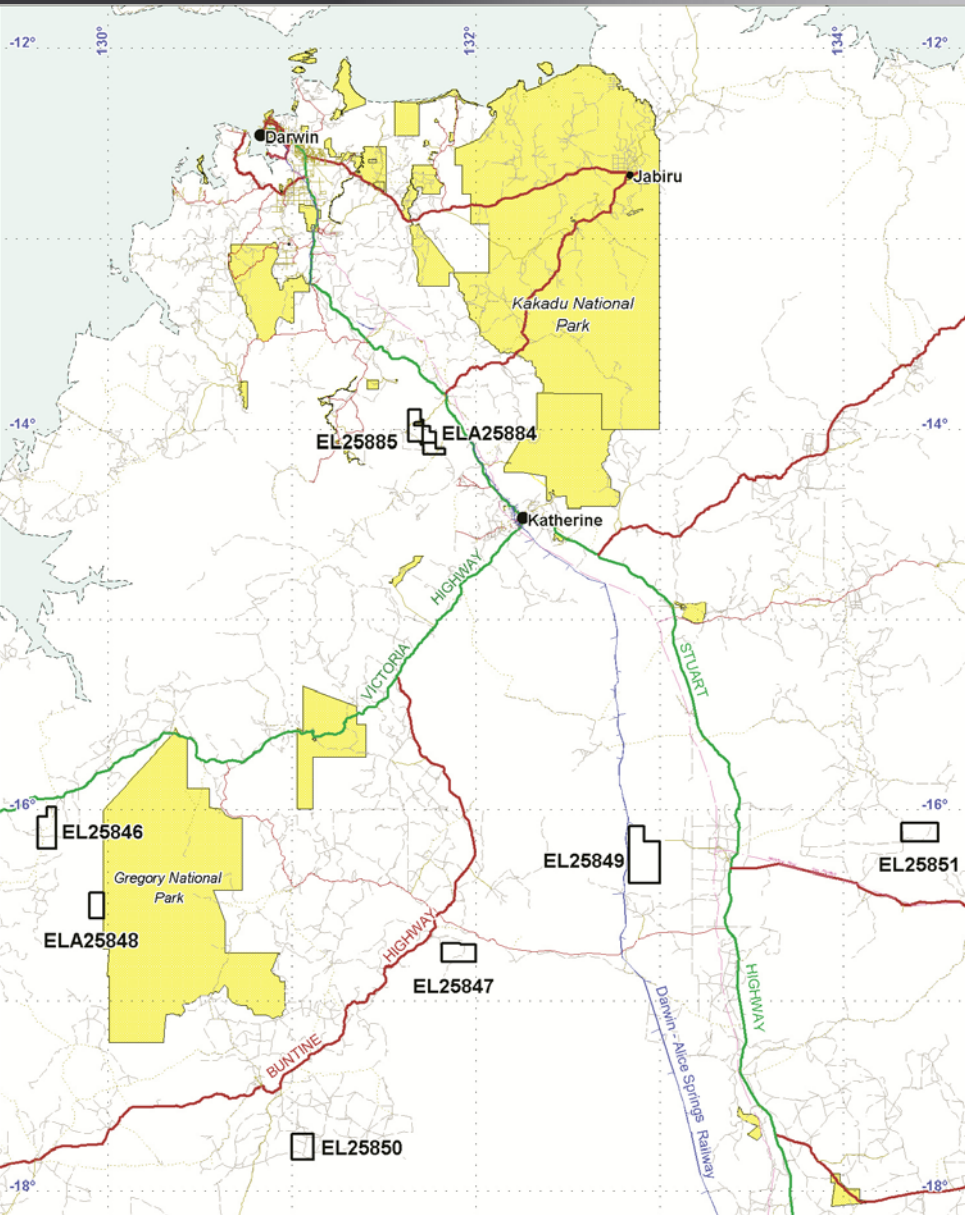 -12°
130°
132°
134°
-12°
Darwin
Jabiru
Kakadu National
Park
-14°
EL25885
ELA25884
-14°
Katherine
HIGHWAY
VICTORIA
STUART
-16°
-16°
EL25846
EL25849
EL25851
Gregory National
Park
ELA25848
HIGHWAY
EL25847
HIGHWAY
Darwin - Alice Springs Railway
BUNTINE
EL25850
-18°
-18°